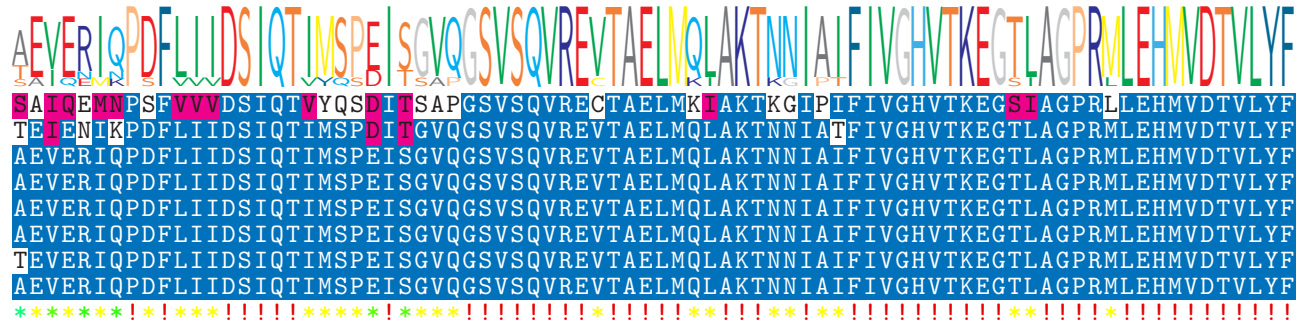 AEVERIQPDFLIIDSIQTIMSPEISGVQGSVSQVREVTAELMQLAKTNNIAIFIVGHVTKEGTLAGPRMLEHMVDTVLYF
SAIQEMNPSFVVVDSIQTVYQSDITSAPGSVSQVRECTAELMKIAKTKGIPIFIVGHVTKEGSIAGPRLLEHMVDTVLYF
TEIENIKPDFLIIDSIQTIMSPDITGVQGSVSQVREVTAELMQLAKTNNIATFIVGHVTKEGTLAGPRMLEHMVDTVLYF
AEVERIQPDFLIIDSIQTIMSPEISGVQGSVSQVREVTAELMQLAKTNNIAIFIVGHVTKEGTLAGPRMLEHMVDTVLYF
AEVERIQPDFLIIDSIQTIMSPEISGVQGSVSQVREVTAELMQLAKTNNIAIFIVGHVTKEGTLAGPRMLEHMVDTVLYF
AEVERIQPDFLIIDSIQTIMSPEISGVQGSVSQVREVTAELMQLAKTNNIAIFIVGHVTKEGTLAGPRMLEHMVDTVLYF
AEVERIQPDFLIIDSIQTIMSPEISGVQGSVSQVREVTAELMQLAKTNNIAIFIVGHVTKEGTLAGPRMLEHMVDTVLYF
TEVERIQPDFLIIDSIQTIMSPEISGVQGSVSQVREVTAELMQLAKTNNIAIFIVGHVTKEGTLAGPRMLEHMVDTVLYF
AEVERIQPDFLIIDSIQTIMSPEISGVQGSVSQVREVTAELMQLAKTNNIAIFIVGHVTKEGTLAGPRMLEHMVDTVLYF
*******!*!***!!!!!*****!****!!!!!!!!*!!!!!**!!!**!**!!!!!!!!!!**!!!!*!!!!!!!!!!!